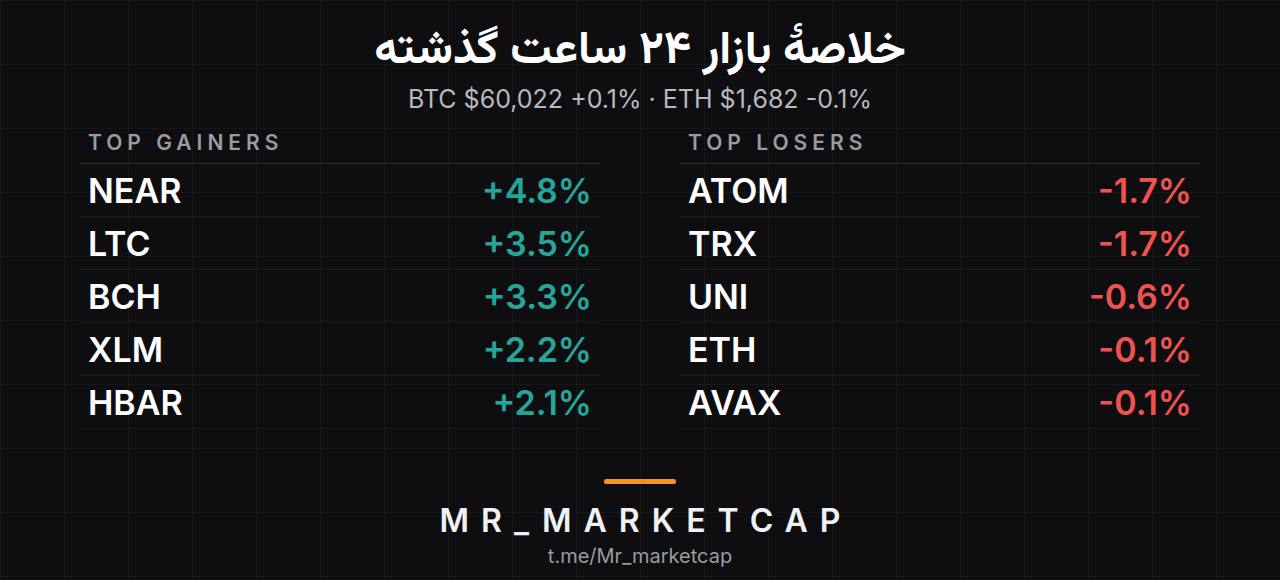 خلاصهٔ بازار ۲۴ ساعت گذشته
BTC $60,022 +0.1% · ETH $1,682 -0.1%
TOP GAINERS
NEAR +4.8%
LTC +3.5%
BCH +3.3%
XLM +2.2%
HBAR +2.1%
TOP LOSERS
ATOM -1.7%
TRX -1.7%
UNI -0.6%
ETH -0.1%
AVAX -0.1%
MR_MARKETCAP
t.me/Mr_marketcap